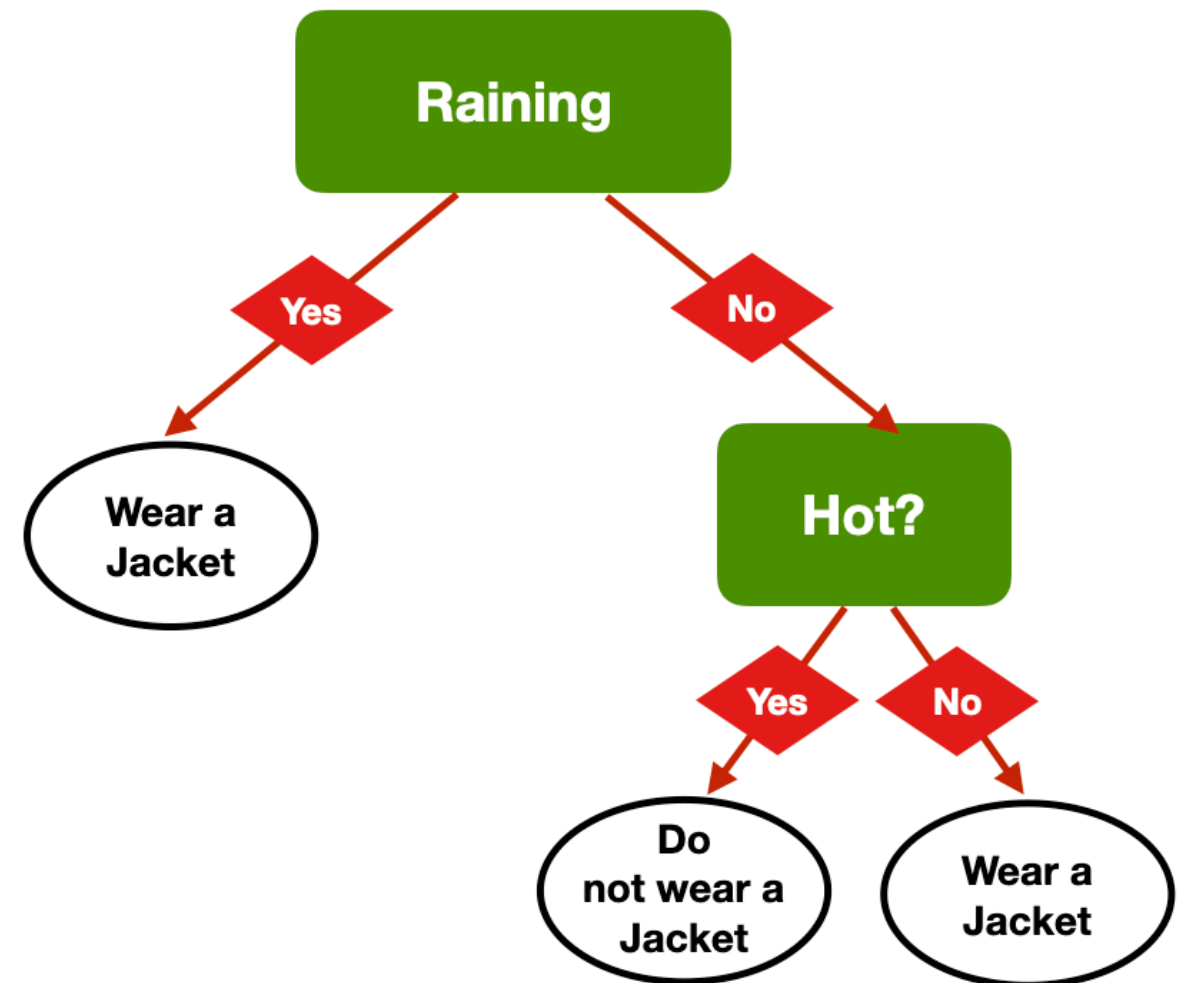 Raining
Yes
No
Wear a
Jacket
Hot?
Yes
No
Do
not wear a
Jacket
Wear a
Jacket